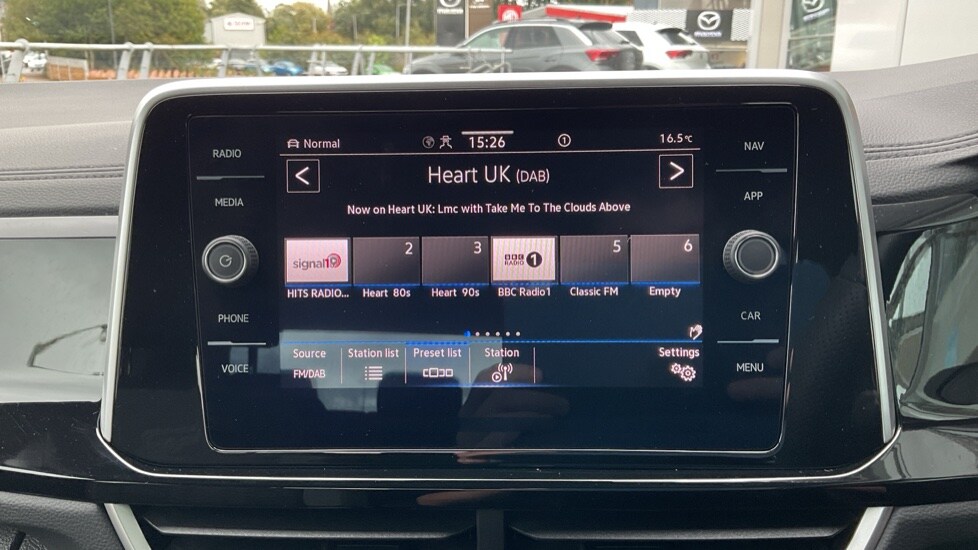 RADIO
MEDIA
PHONE
VOICE
Normal
15:26
1
16.5°C
<
Heart UK (DAB)
>
Now on Heart UK: Lmc with Take Me To The Clouds Above
signal1
2
3
BBC RADIO 1
5
6
HITS RADIO...
Heart 80s
Heart 90s
BBC Radio1
Classic FM
Empty
Source
Station list
Preset list
Station
Settings
FM/DAB
NAV
APP
CAR
MENU